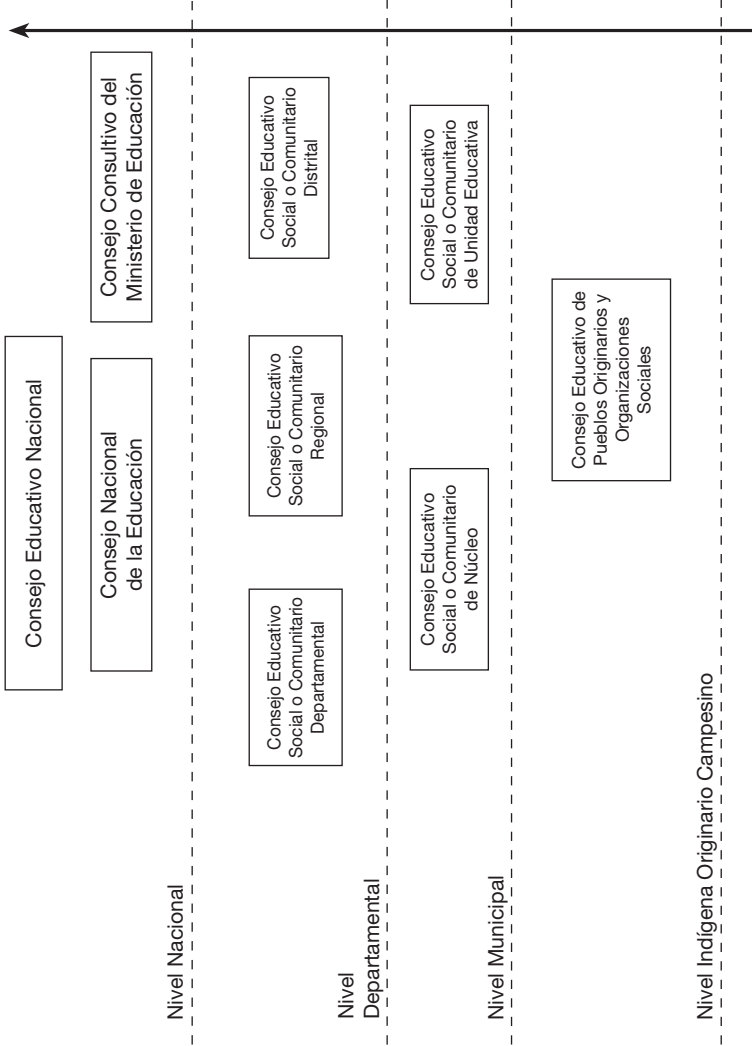 Consejo Educativo Nacional
Consejo Nacional
de la Educación
Consejo Consultivo del
Ministerio de Educación
Nivel Nacional
Consejo Educativo
Social o Comunitario
Departamental
Consejo Educativo
Social o Comunitario
Regional
Consejo Educativo
Social o Comunitario
Distrital
Nivel
Departamental
Consejo Educativo
Social o Comunitario
de Núcleo
Consejo Educativo
Social o Comunitario
de Unidad Educativa
Nivel Municipal
Consejo Educativo de
Pueblos Originarios y
Organizaciones
Sociales
Nivel Indígena Originario Campesino